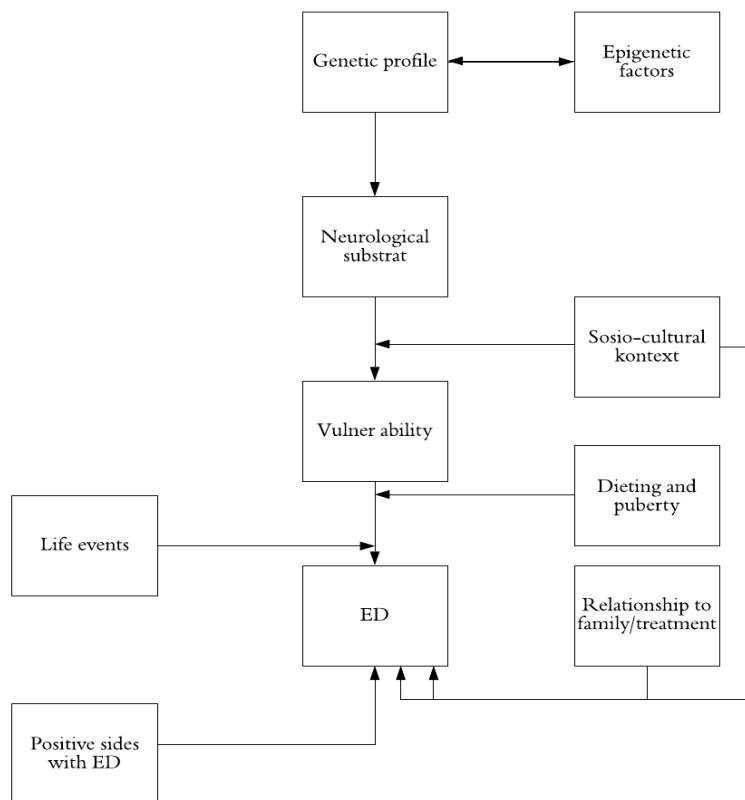 Genetic profile
Epigenetic
factors
Neurological
substrat
Sosio-cultural
kontext
Vulner ability
Dieting and
puberty
Life events
ED
Relationship to
family/treatment
Positive sides
with ED